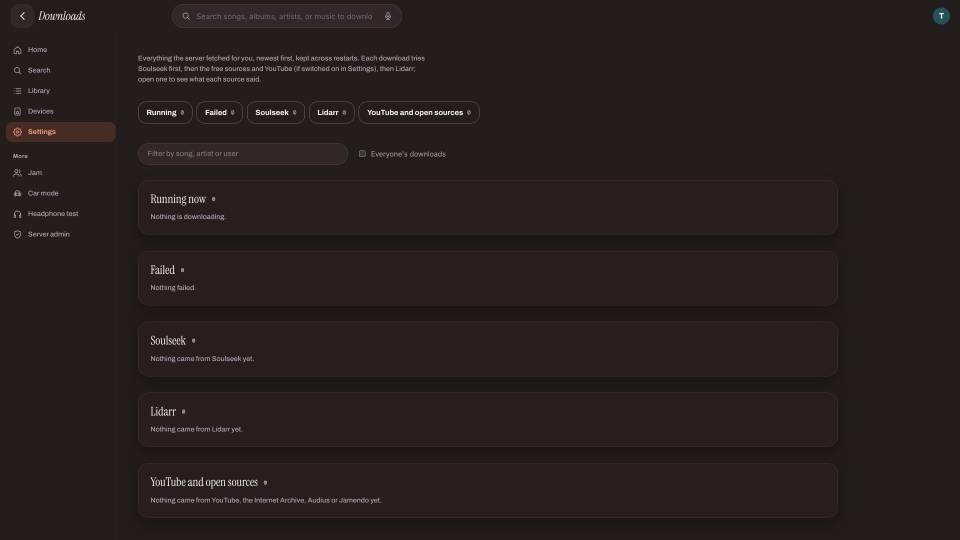 Downloads
Search songs, albums, artists, or music to downlo
T
Home
Search
Library
Devices
Settings
More
Jam
Car mode
Headphone test
Server admin
Everything the server fetched for you, newest first, kept across restarts. Each download tries
Soulseek first, then the free sources and YouTube (if switched on in Settings), then Lidarr;
open one to see what each source said.
Running 0
Failed 0
Soulseek 0
Lidarr 0
YouTube and open sources 0
Filter by song, artist or user
Everyone's downloads
Running now 0
Nothing is downloading.
Failed 0
Nothing failed.
Soulseek 0
Nothing came from Soulseek yet.
Lidarr 0
Nothing came from Lidarr yet.
YouTube and open sources 0
Nothing came from YouTube, the Internet Archive, Audius or Jamendo yet.